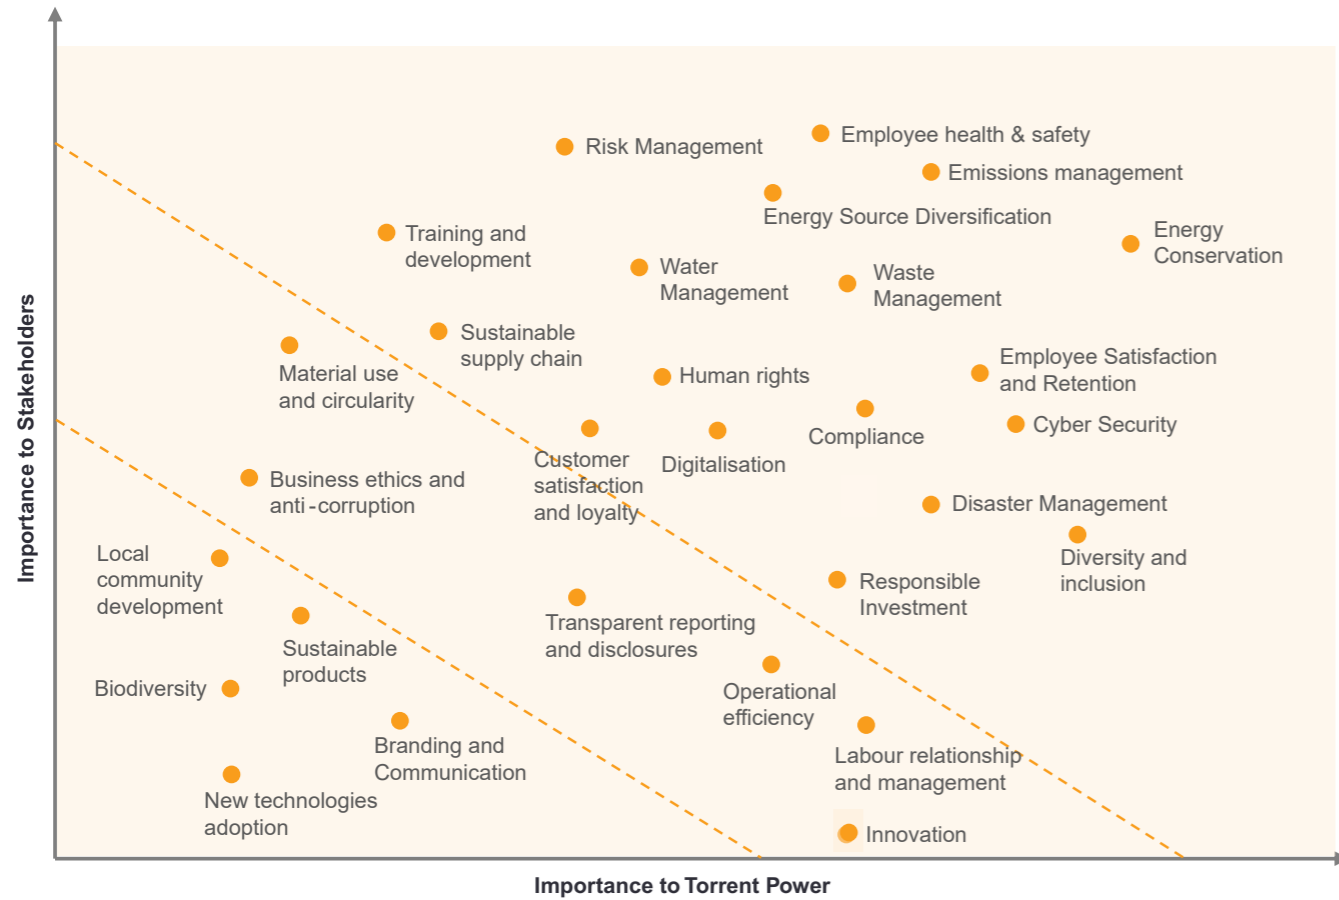 Employee health & safety
Risk Management
Emissions management
Energy Source Diversification
Training and
development
Energy
Conservation
Water
Management
Waste
Management
Sustainable
supply chain
Material use
and circularity
Human rights
Employee Satisfaction
and Retention
Compliance
Cyber Security
Customer
satisfaction
and loyalty
Digitalisation
Business ethics and
anti-corruption
Disaster Management
Local
community
development
Diversity and
inclusion
Responsible
Investment
Transparent reporting
and disclosures
Sustainable
products
Biodiversity
Operational
efficiency
Branding and
Communication
Labour relationship
and management
New technologies
adoption
Innovation
Importance to Stakeholders
Importance to Torrent Power